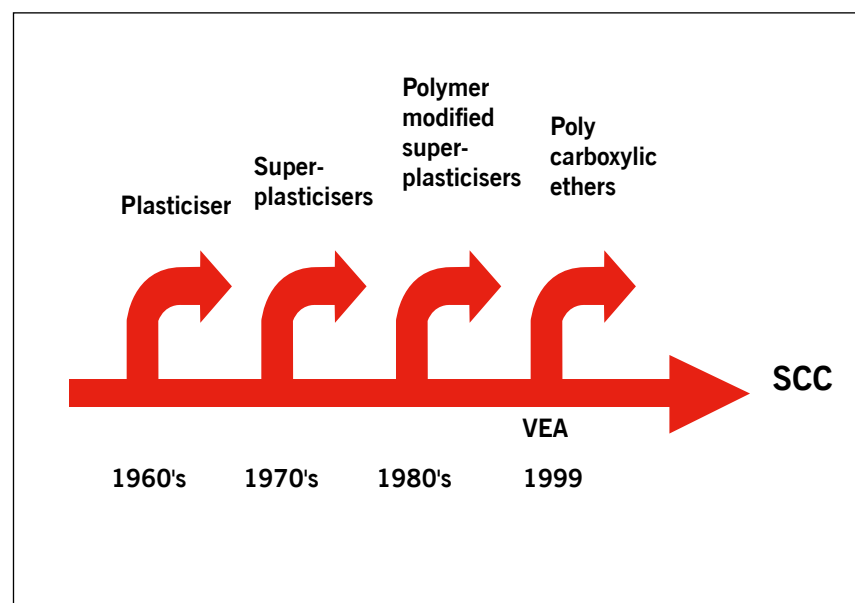 Plasticiser
Super-
plasticisers
Polymer
modified
super-
plasticisers
Poly
carboxylic
ethers
SCC
VEA
1960's
1970's
1980's
1999